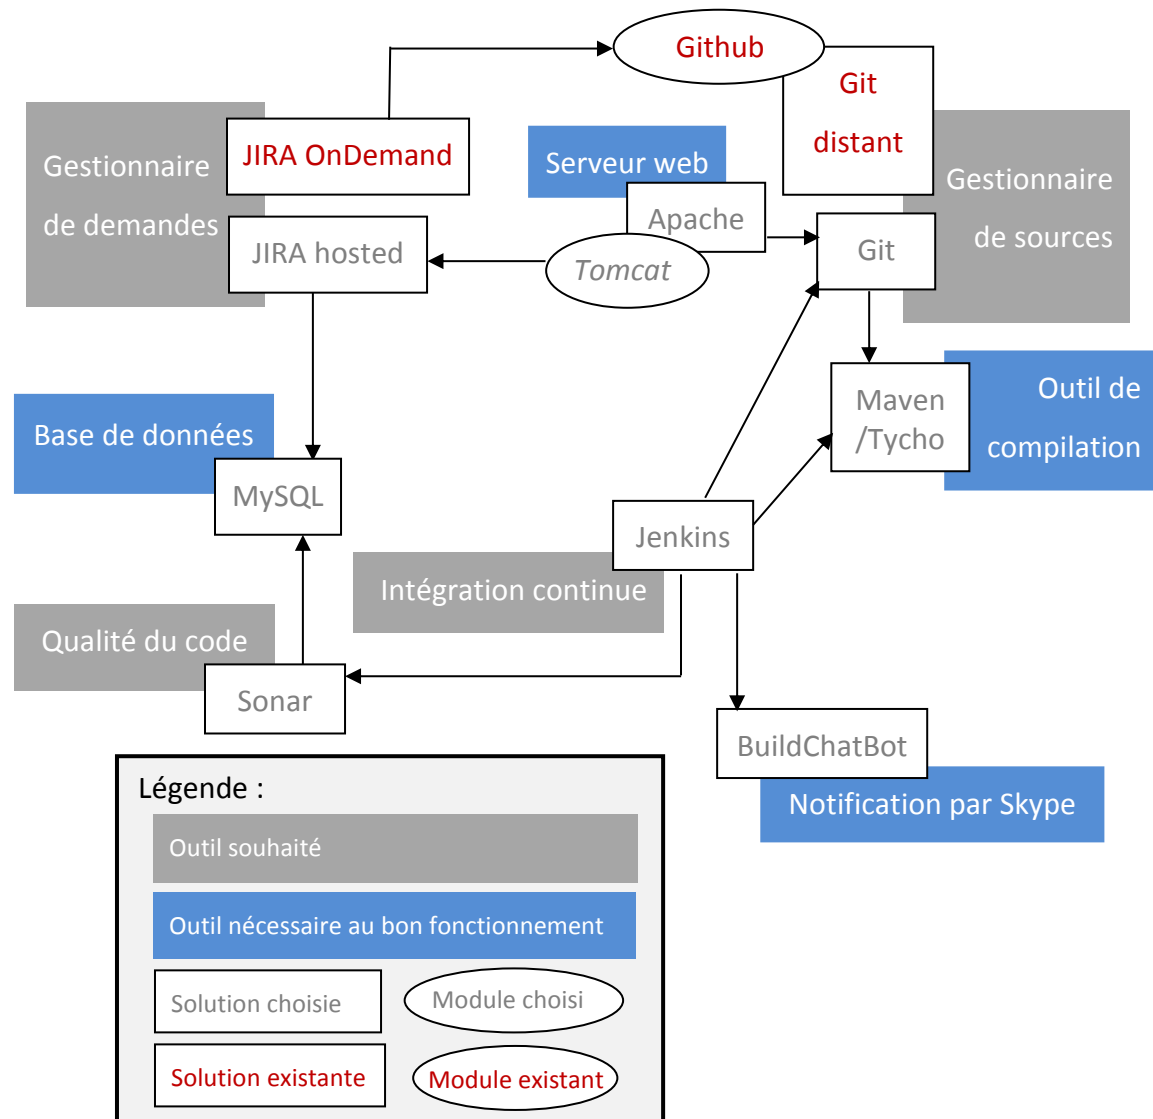 Github
Git
distant
JIRA OnDemand
Gestionnaire
de demandes
Serveur web
Gestionnaire
de sources
Apache
JIRA hosted
Tomcat
Git
Base de données
MySQL
Maven
/Tycho
Outil de
compilation
Jenkins
Intégration continue
Qualité du code
Sonar
BuildChatBot
Notification par Skype
Légende :
Outil souhaité
Outil nécessaire au bon fonctionnement
Solution choisie
Module choisi
Solution existante
Module existant